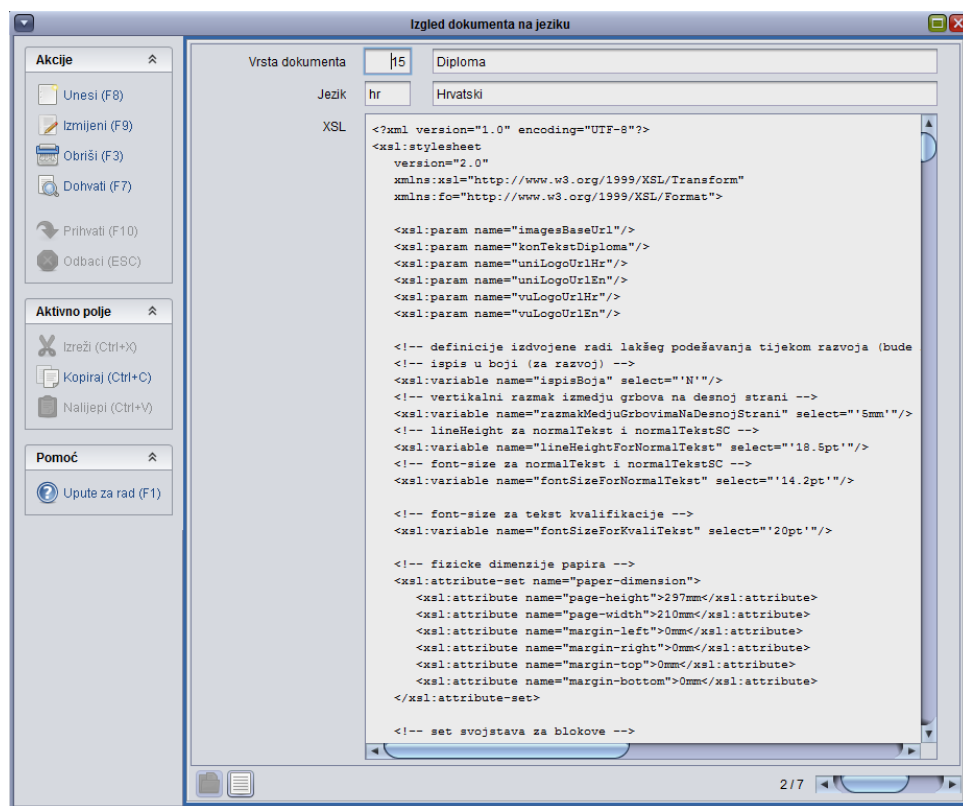 Izgled dokumenta na jeziku
Akcije
Unesi (F8)
Izmijeni (F9)
Obriši (F3)
Dohvati (F7)
Prihvati (F10)
Odbaci (ESC)
Aktivno polje
Izreži (Ctrl+X)
Kopiraj (Ctrl+C)
Nalijepi (Ctrl+V)
Pomoć
Upute za rad (F1)
Vrsta dokumenta 15 Diploma
Jezik hr Hrvatski
XSL
<?xml version="1.0" encoding="UTF-8"?>
<xsl:stylesheet
version="2.0"
xmlns:xsl="http://www.w3.org/1999/XSL/Transform"
xmlns:fo="http://www.w3.org/1999/XSL/Format">
<xsl:param name="imagesBaseUrl"/>
<xsl:param name="konTekstDiploma"/>
<xsl:param name="uniLogoUrlHr"/>
<xsl:param name="uniLogoUrlEn"/>
<xsl:param name="vuLogoUrlHr"/>
<xsl:param name="vuLogoUrlEn"/>
<!-- definicije izdvojene radi lakšeg podešavanja tijekom razvoja (bude
<!-- ispis u boji (za razvoj) -->
<xsl:variable name="ispisBoja" select="'N'"/>
<!-- vertikalni razmak izmedju grbova na desnoj strani -->
<xsl:variable name="razmakMedjuGrbovimaNaDesnojStrani" select="'5mm'"/>
<!-- lineHeight za normalTekst i normalTekstSC -->
<xsl:variable name="lineHeightForNormalTekst" select="'18.5pt'"/>
<!-- font-size za normalTekst i normalTekstSC -->
<xsl:variable name="fontSizeForNormalTekst" select="'14.2pt'"/>
<!-- font-size za tekst kvalifikacije -->
<xsl:variable name="fontSizeForKvaliTekst" select="'20pt'"/>
<!-- fizicke dimenzije papira -->
<xsl:attribute-set name="paper-dimension">
<xsl:attribute name="page-height">297mm</xsl:attribute>
<xsl:attribute name="page-width">210mm</xsl:attribute>
<xsl:attribute name="margin-left">0mm</xsl:attribute>
<xsl:attribute name="margin-right">0mm</xsl:attribute>
<xsl:attribute name="margin-top">0mm</xsl:attribute>
<xsl:attribute name="margin-bottom">0mm</xsl:attribute>
</xsl:attribute-set>
<!-- set svojstava za blokove -->
2 / 7